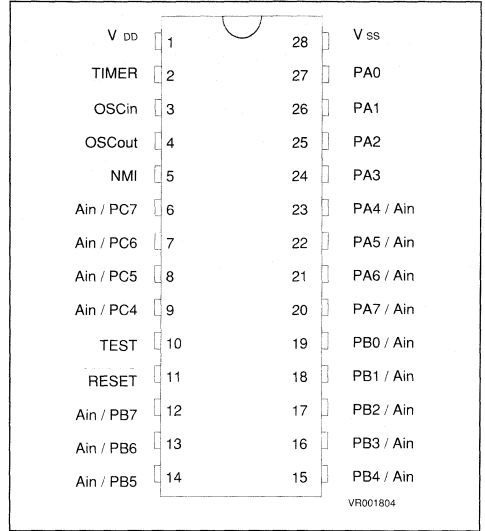 V DD 1 28 V SS
TIMER 2 27 PA0
OSCin 3 26 PA1
OSCout 4 25 PA2
NMI 5 24 PA3
Ain / PC7 6 23 PA4 / Ain
Ain / PC6 7 22 PA5 / Ain
Ain / PC5 8 21 PA6 / Ain
Ain / PC4 9 20 PA7 / Ain
TEST 10 19 PB0 / Ain
RESET 11 18 PB1 / Ain
Ain / PB7 12 17 PB2 / Ain
Ain / PB6 13 16 PB3 / Ain
Ain / PB5 14 15 PB4 / Ain
VR001804